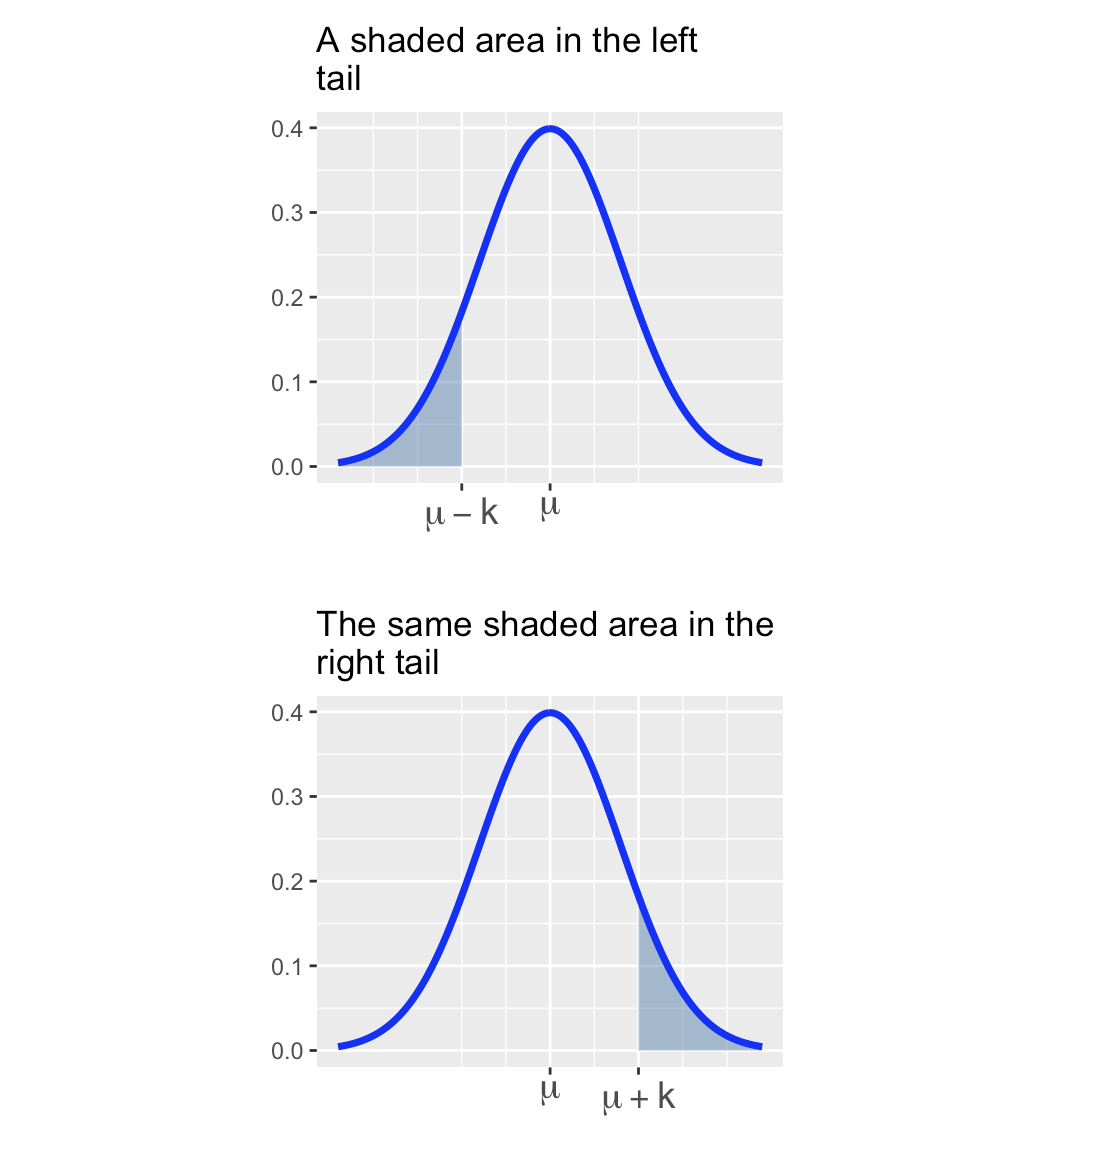 A shaded area in the left
tail
0.4
0.3
0.2
0.1
0.0
μ − k
μ
The same shaded area in the
right tail
0.4
0.3
0.2
0.1
0.0
μ
μ + k